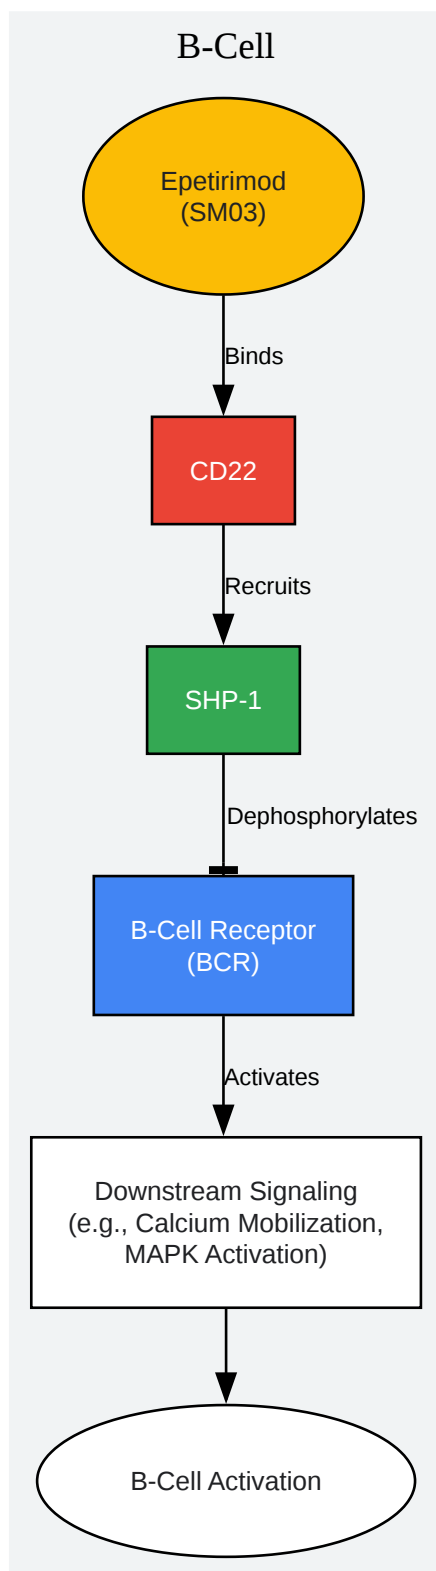 B-Cell
Epetirimod
(SM03)
Binds
CD22
Recruits
SHP-1
Dephosphorylates
B-Cell Receptor
(BCR)
Activates
Downstream Signaling
(e.g., Calcium Mobilization,
MAPK Activation)
B-Cell Activation